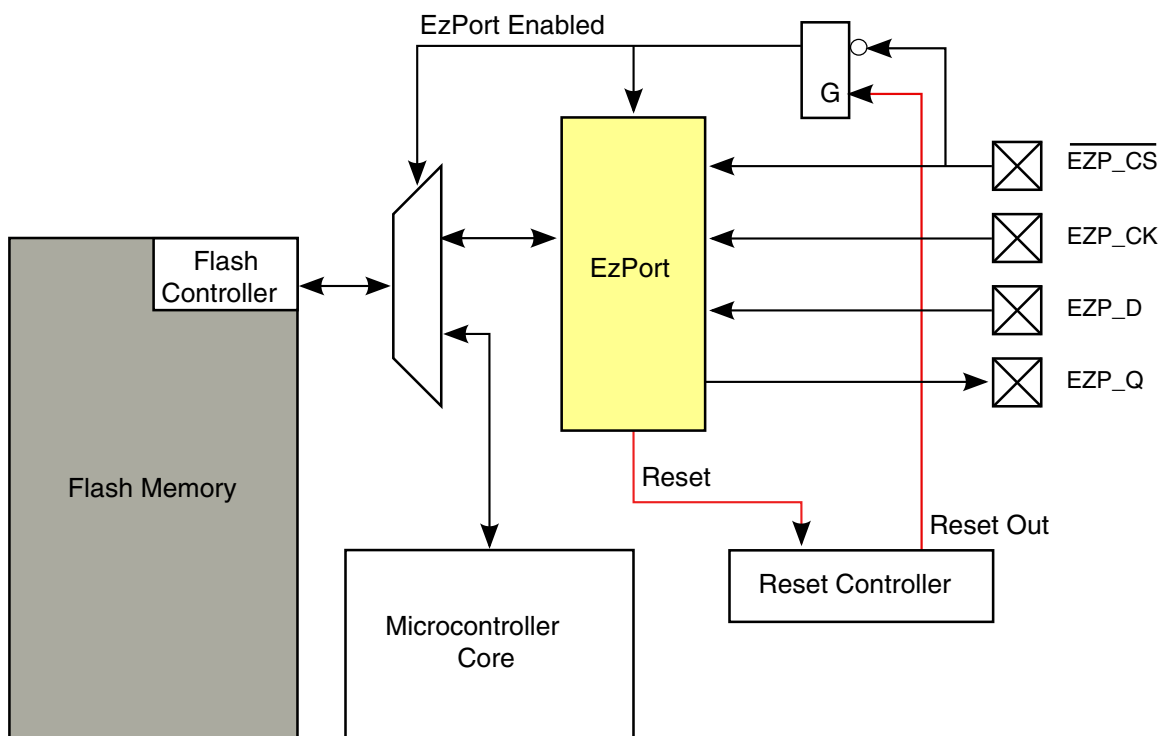 EzPort Enabled
G
EZP_CS
EZP_CK
EZP_D
EZP_Q
EzPort
Flash
Controller
Flash Memory
Reset
Reset Out
Reset Controller
Microcontroller
Core